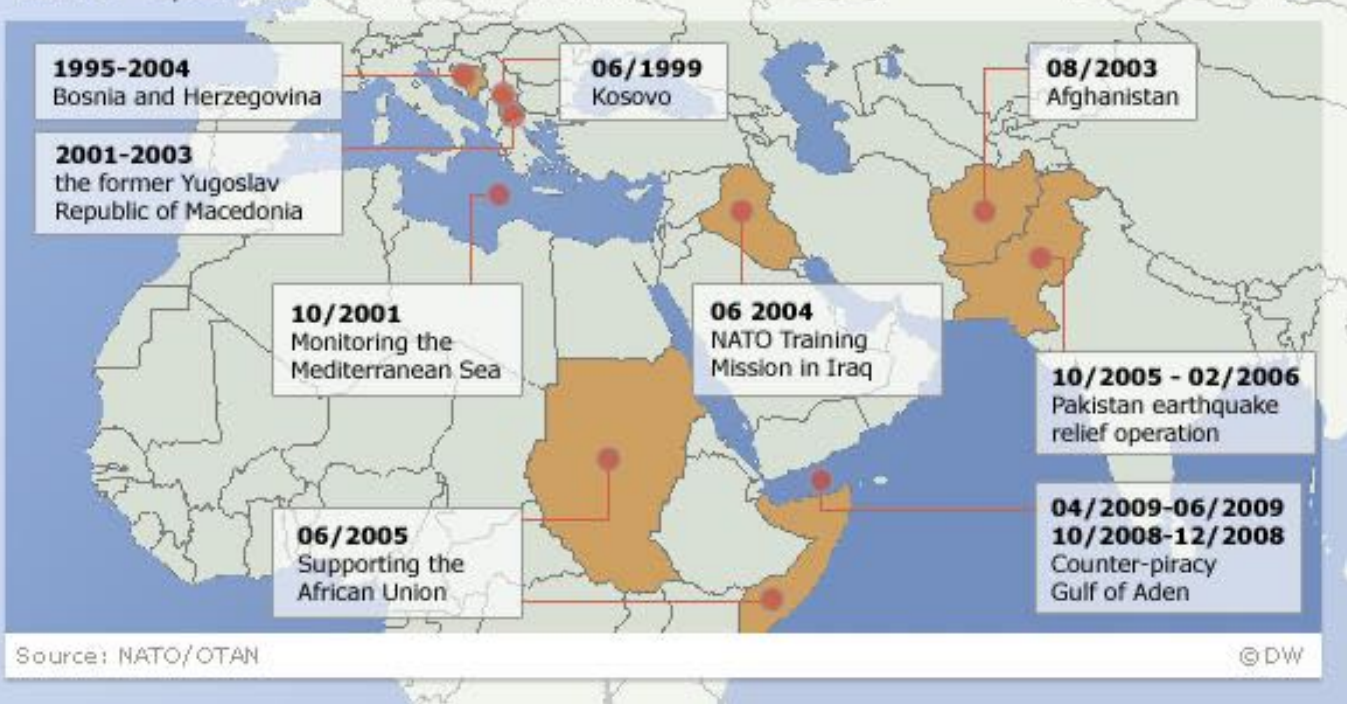 1995-2004
Bosnia and Herzegovina
06/1999
Kosovo
08/2003
Afghanistan
2001-2003
the former Yugoslav
Republic of Macedonia
10/2001
Monitoring the
Mediterranean Sea
06 2004
NATO Training
Mission in Iraq
10/2005 - 02/2006
Pakistan earthquake
relief operation
06/2005
Supporting the
African Union
04/2009-06/2009
10/2008-12/2008
Counter-piracy
Gulf of Aden
Source: NATO/OTAN
©DW